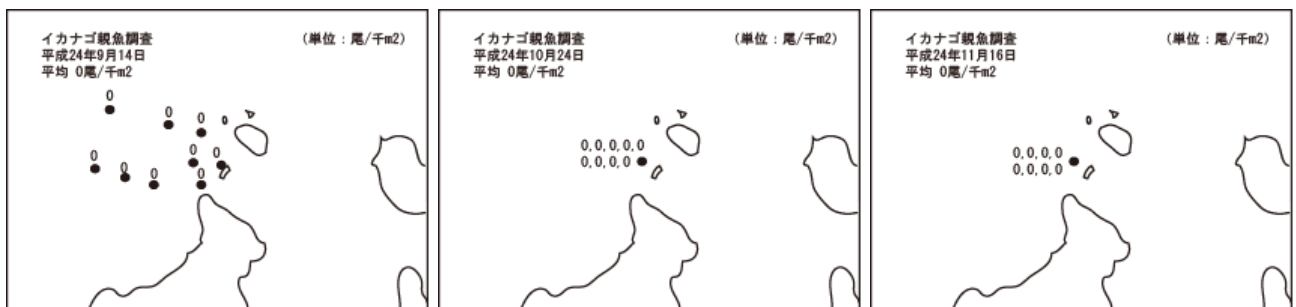 イカナゴ親魚調査 (単位：尾/千m2)
平成24年9月14日
平均 0尾/千m2
0
0
0
0
0
0
0
0
0
イカナゴ親魚調査 (単位：尾/千m2)
平成24年10月24日
平均 0尾/千m2
0,0,0,0,0
0,0,0,0
イカナゴ親魚調査 (単位：尾/千m2)
平成24年11月16日
平均 0尾/千m2
0,0,0,0
0,0,0,0